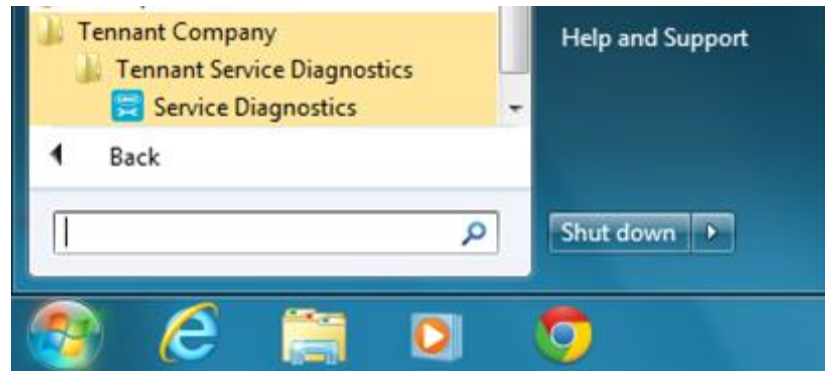 Tennant Company
Tennant Service Diagnostics
Service Diagnostics
Back
Help and Support
Shut down